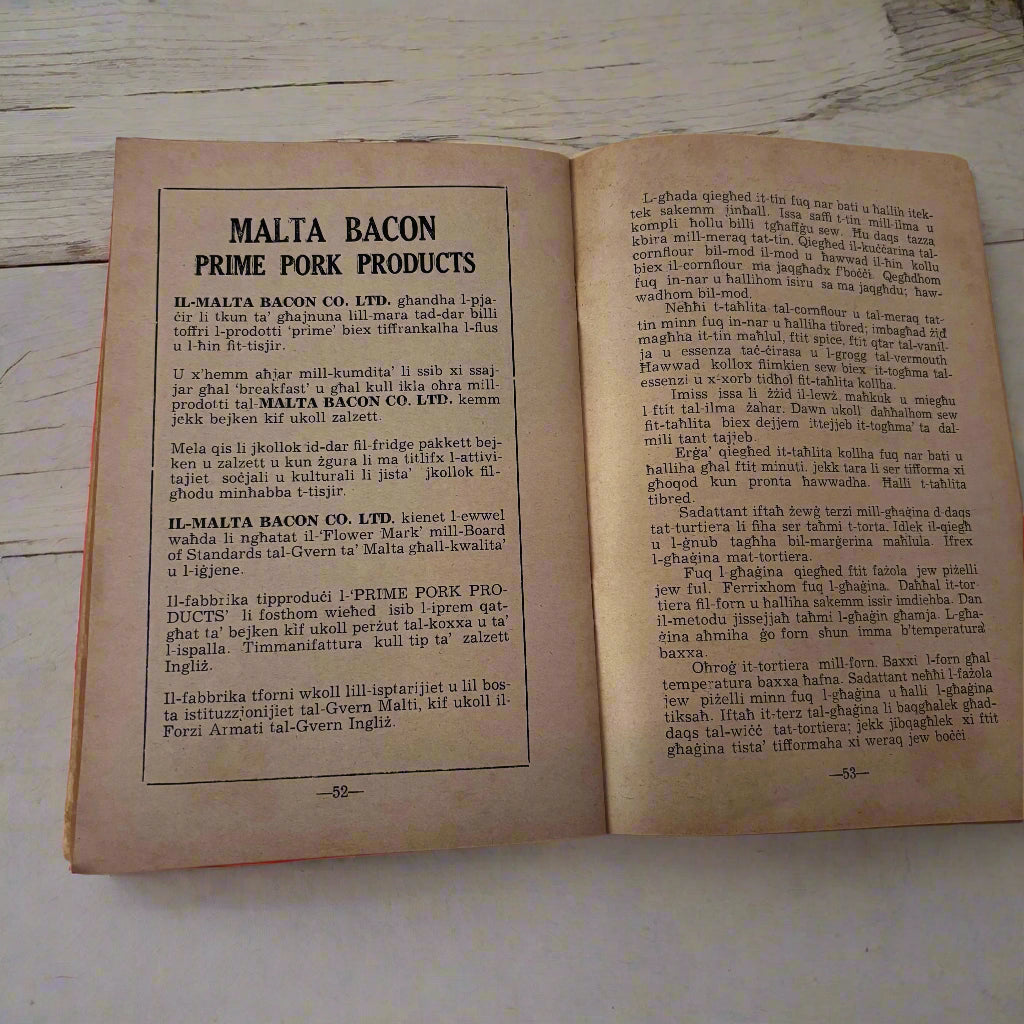 MALTA BACON
PRIME PORK PRODUCTS
IL-MALTA BACON CO. LTD. għandha l-pja-
ċir li tkun ta' għajnuna lill-mara tad-dar billi
toffri l-prodotti 'prime' biex tiffrankalha l-flus
u l-ħin fit-tisjir.
U x'hemm aħjar mill-kumdita' li ssib xi ssaj-
jar għal 'breakfast' u għal kull ikla oħra mill-
prodotti tal-MALTA BACON CO. LTD. kemm
jekk bejken kif ukoll zalzett.
Mela qis li jkollok id-dar fil-fridge pakkett bej-
ken u zalzett u kun żgura li ma titlifx l-attivi-
tajiet soċjali u kulturali li jista' jkollok fil-
għodu minħabba t-tisjir.
IL-MALTA BACON CO. LTD. kienet l-ewwel
waħda li ngħatat il-'Flower Mark' mill-Board
of Standards tal-Gvern ta' Malta għall-kwalita'
u l-iġjene.
Il-fabbrika tipproduċi l-'PRIME PORK PRO-
DUCTS' li fosthom wieħed isib l-iprem qat-
għat ta' bejken kif ukoll perżut tal-koxxa u ta'
l-ispalla. Timmanifattura kull tip ta' zalzett
Ingliż.
Il-fabbrika tforni wkoll lill-isptarijiet u lil bos-
ta istituzzjonijiet tal-Gvern Malti, kif ukoll il-
Forzi Armati tal-Gvern Ingliż.
—52—
L-għada qiegħed it-tin fuq nar bati u ħallih itek-
tek sakemm jinħall. Issa saffi t-tin mill-ilma u
kompli ħollu billi tgħaffġu sew. Ħu daqs tazza
kbira mill-meraq tat-tin. Qiegħed il-kuċċarina tal-
cornflour bil-mod il-mod u ħawwad il-ħin kollu
biex il-cornflour ma jaqgħadx f'boċċi. Qegħdhom
fuq in-nar u ħallihom isiru sa ma jaqgħdu; ħaw-
wadhom bil-mod.
Neħħi t-taħlita tal-cornflour u tal-meraq tat-
tin minn fuq in-nar u ħalliha tibred; imbagħad żid
magħha it-tin maħlul, ftit spice, ftit qtar tal-vanil-
ja u essenza taċ-ċirasa u l-grogg tal-vermouth
Ħawwad kollox flimkien sew biex it-togħma tal-
essenzi u x-xorb tidħol fit-taħlita kollha.
Imiss issa li żżid il-lewż maħkuk u miegħu
l ftit tal-ilma żahar. Dawn ukoll daħħalhom sew
fit-taħlita biex dejjem ittejjeb it-togħma' ta dal-
mili tant tajjeb.
Erġa' qiegħed it-taħlita kollha fuq nar bati u
ħalliha għal ftit minuti, jekk tara li ser tifforma xi
għoqod kun pronta ħawwadha. Ħalli t-taħlita
tibred.
Sadattant iftaħ żewġ terzi mill-għaġina d-daqs
tat-turtiera li fiha ser taħmi t-torta. Idlek il-qiegħ
u l-ġnub tagħha bil-marġerina maħlula. Ifrex
l-għaġina mat-tortiera.
Fuq l-għaġina qiegħed ftit fażola jew piżelli
jew ful. Ferrixhom fuq l-għaġina. Daħħal it-tor-
tiera fil-forn u ħalliha sakemm issir imdieħba. Dan
il-metodu jissejjaħ taħmi l-għaġin għamja. L-għa-
ġina aħmiha ġo forn sħun imma b'temperatura
baxxa.
Oħroġ it-tortiera mill-forn. Baxxi l-forn għal
temperatura baxxa ħafna. Sadattant neħħi l-fażola
jew piżelli minn fuq l-għaġina u ħalli l-għaġina
tiksaħ. Iftaħ it-terz tal-għaġina li baqgħalek għad-
daqs tal-wiċċ tat-tortiera; jekk jibqagħlek xi ftit
għaġina tista' tifformaha xi weraq jew boċċi
—53—